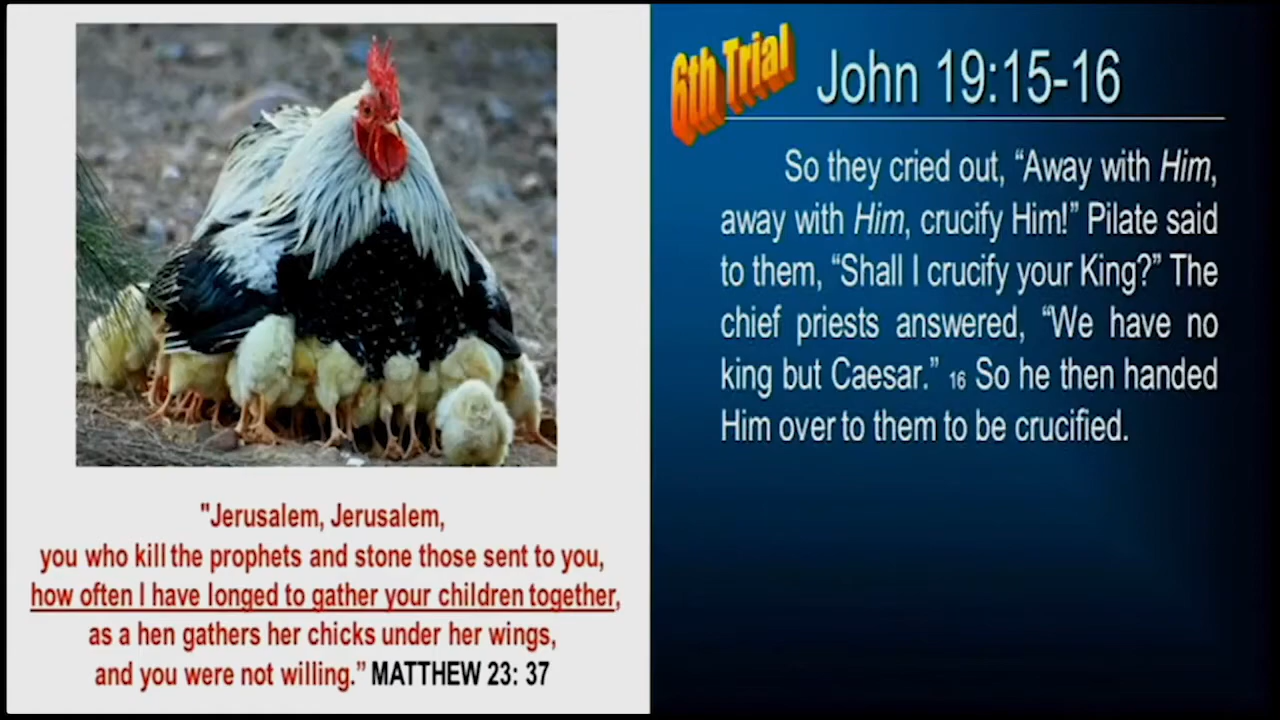 "Jerusalem, Jerusalem,
you who kill the prophets and stone those sent to you,
how often I have longed to gather your children together,
as a hen gathers her chicks under her wings,
and you were not willing.” MATTHEW 23: 37
6th Trial
John 19:15-16
So they cried out, “Away with Him,
away with Him, crucify Him!” Pilate said
to them, “Shall I crucify your King?” The
chief priests answered, “We have no
king but Caesar.” 16 So he then handed
Him over to them to be crucified.